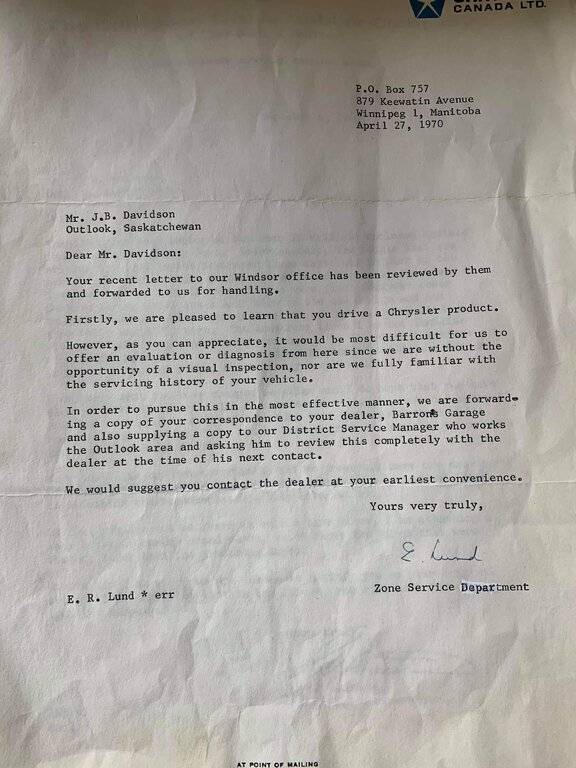 CANADA LTD.
P.O. Box 757
879 Keewatin Avenue
Winnipeg 1, Manitoba
April 27, 1970
Mr. J.B. Davidson
Outlook, Saskatchewan
Dear Mr. Davidson:
Your recent letter to our Windsor office has been reviewed by them
and forwarded to us for handling.
Firstly, we are pleased to learn that you drive a Chrysler product.
However, as you can appreciate, it would be most difficult for us to
offer an evaluation or diagnosis from here since we are without the
opportunity of a visual inspection, nor are we fully familiar with
the servicing history of your vehicle.
In order to pursue this in the most effective manner, we are forward-
ing a copy of your correspondence to your dealer, Barrons Garage
and also supplying a copy to our District Service Manager who works
the Outlook area and asking him to review this completely with the
dealer at the time of his next contact.
We would suggest you contact the dealer at your earliest convenience.
Yours very truly,
E. Lund
E. R. Lund * err
Zone Service Department
AT POINT OF MAILING